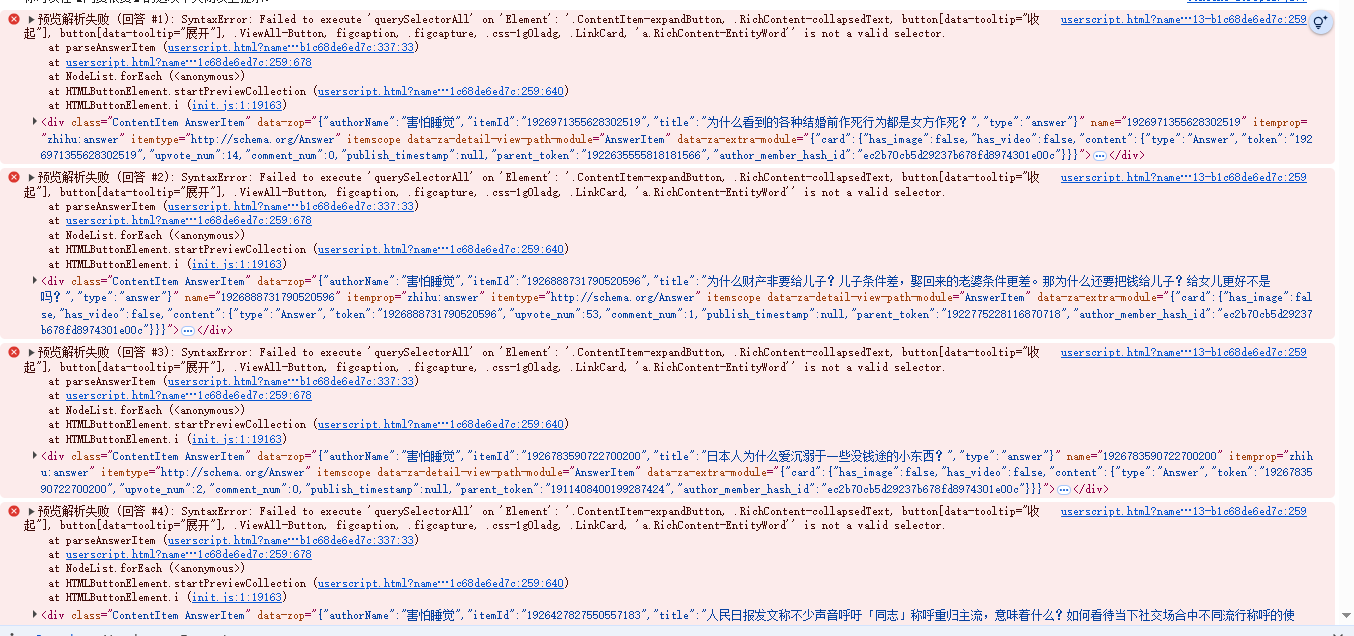 预览解析失败 (回答 #1): SyntaxError: Failed to execute 'querySelectorAll' on 'Element': '.ContentItem-expandButton, .RichContent-collapsedText, button[data-tooltip="收 userscript.html?name…13-b1c68de6ed7c:259
起"], button[data-tooltip="展开"], .ViewAll-Button, figcaption, .figcapture, .css-1gOladg, .LinkCard, 'a.RichContent-EntityWord'' is not a valid selector.
at parseAnswerItem (userscript.html?name…b1c68de6ed7c:337:33)
at userscript.html?name…1c68de6ed7c:259:678
at NodeList.forEach (<anonymous>)
at HTMLButtonElement.startPreviewCollection (userscript.html?name…1c68de6ed7c:259:640)
at HTMLButtonElement.i (init.js:1:19163)
<div class="ContentItem AnswerItem" data-zop="{"authorName":"害怕睡觉","itemId":"1926971355628302519","title":"为什么看到的各种结婚前作死行为都是女方作死？","type":"answer"}" name="1926971355628302519" itemprop=
"zhihu:answer" itemtype="http://schema.org/Answer" itemscope data-za-detail-view-path-module="AnswerItem" data-za-extra-module="{"card":{"has_image":false,"has_video":false,"content":{"type":"Answer","token":"192
6971355628302519","upvote_num":14,"comment_num":0,"publish_timestamp":null,"parent_token":"1922635555818181566","author_member_hash_id":"ec2b70cb5d29237b678fd8974301e00c"}}}">…</div>
预览解析失败 (回答 #2): SyntaxError: Failed to execute 'querySelectorAll' on 'Element': '.ContentItem-expandButton, .RichContent-collapsedText, button[data-tooltip="收 userscript.html?name…13-b1c68de6ed7c:259
起"], button[data-tooltip="展开"], .ViewAll-Button, figcaption, .figcapture, .css-1gOladg, .LinkCard, 'a.RichContent-EntityWord'' is not a valid selector.
at parseAnswerItem (userscript.html?name…b1c68de6ed7c:337:33)
at userscript.html?name…1c68de6ed7c:259:678
at NodeList.forEach (<anonymous>)
at HTMLButtonElement.startPreviewCollection (userscript.html?name…1c68de6ed7c:259:640)
at HTMLButtonElement.i (init.js:1:19163)
<div class="ContentItem AnswerItem" data-zop="{"authorName":"害怕睡觉","itemId":"1926888731790520596","title":"为什么财产非要给儿子？儿子条件差，娶回来的老婆条件更差。那为什么还要把钱给儿子？给女儿更好不是
吗？","type":"answer"}" name="1926888731790520596" itemprop="zhihu:answer" itemtype="http://schema.org/Answer" itemscope data-za-detail-view-path-module="AnswerItem" data-za-extra-module="{"card":{"has_image":fal
se,"has_video":false,"content":{"type":"Answer","token":"1926888731790520596","upvote_num":53,"comment_num":1,"publish_timestamp":null,"parent_token":"1922775228116870718","author_member_hash_id":"ec2b70cb5d29237
b678fd8974301e00c"}}}">…</div>
预览解析失败 (回答 #3): SyntaxError: Failed to execute 'querySelectorAll' on 'Element': '.ContentItem-expandButton, .RichContent-collapsedText, button[data-tooltip="收 userscript.html?name…13-b1c68de6ed7c:259
起"], button[data-tooltip="展开"], .ViewAll-Button, figcaption, .figcapture, .css-1gOladg, .LinkCard, 'a.RichContent-EntityWord'' is not a valid selector.
at parseAnswerItem (userscript.html?name…b1c68de6ed7c:337:33)
at userscript.html?name…1c68de6ed7c:259:678
at NodeList.forEach (<anonymous>)
at HTMLButtonElement.startPreviewCollection (userscript.html?name…1c68de6ed7c:259:640)
at HTMLButtonElement.i (init.js:1:19163)
<div class="ContentItem AnswerItem" data-zop="{"authorName":"害怕睡觉","itemId":"1926783590722700200","title":"日本人为什么爱沉弱于一些没钱途的小东西？","type":"answer"}" name="1926783590722700200" itemprop="zhih
u:answer" itemtype="http://schema.org/Answer" itemscope data-za-detail-view-path-module="AnswerItem" data-za-extra-module="{"card":{"has_image":false,"has_video":false,"content":{"type":"Answer","token":"19267835
90722700200","upvote_num":2,"comment_num":0,"publish_timestamp":null,"parent_token":"1911408400199287424","author_member_hash_id":"ec2b70cb5d29237b678fd8974301e00c"}}}">…</div>
预览解析失败 (回答 #4): SyntaxError: Failed to execute 'querySelectorAll' on 'Element': '.ContentItem-expandButton, .RichContent-collapsedText, button[data-tooltip="收 userscript.html?name…13-b1c68de6ed7c:259
起"], button[data-tooltip="展开"], .ViewAll-Button, figcaption, .figcapture, .css-1gOladg, .LinkCard, 'a.RichContent-EntityWord'' is not a valid selector.
at parseAnswerItem (userscript.html?name…b1c68de6ed7c:337:33)
at userscript.html?name…1c68de6ed7c:259:678
at NodeList.forEach (<anonymous>)
at HTMLButtonElement.startPreviewCollection (userscript.html?name…1c68de6ed7c:259:640)
at HTMLButtonElement.i (init.js:1:19163)
<div class="ContentItem AnswerItem" data-zop="{"authorName":"害怕睡觉","itemId":"1926427827550557183","title":"人民日报发文称不少声音呼吁「同志」称呼重归主流，意味着什么？如何看待当下社交场合中不同流行称呼的使